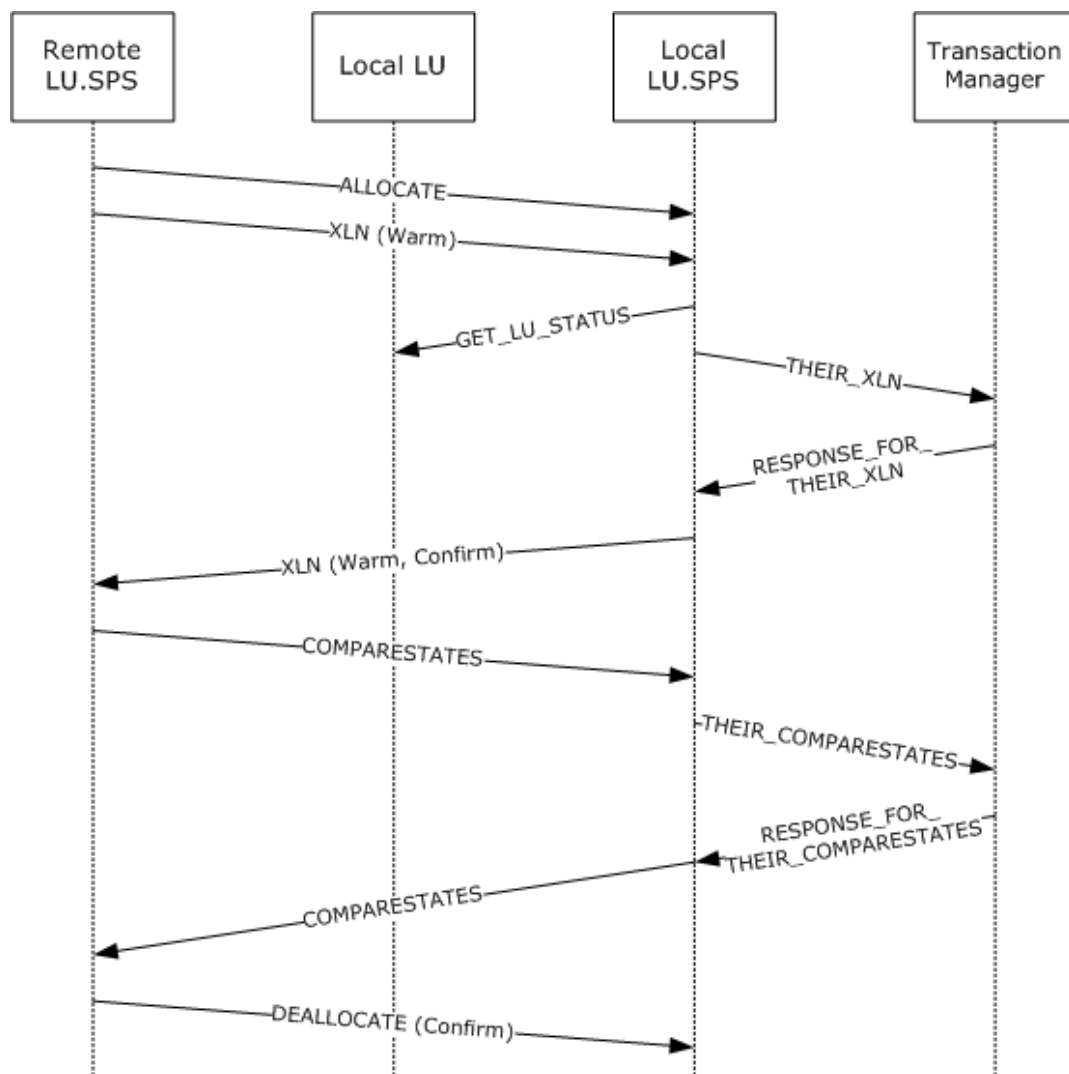 Remote
LU.SPS
Local LU
Local
LU.SPS
Transaction
Manager
ALLOCATE
XLN (Warm)
GET_LU_STATUS
THEIR_XLN
RESPONSE_FOR_
THEIR_XLN
XLN (Warm, Confirm)
COMPARESTATES
THEIR_COMPARESTATES
RESPONSE_FOR_
THEIR_COMPARESTATES
COMPARESTATES
DEALLOCATE (Confirm)